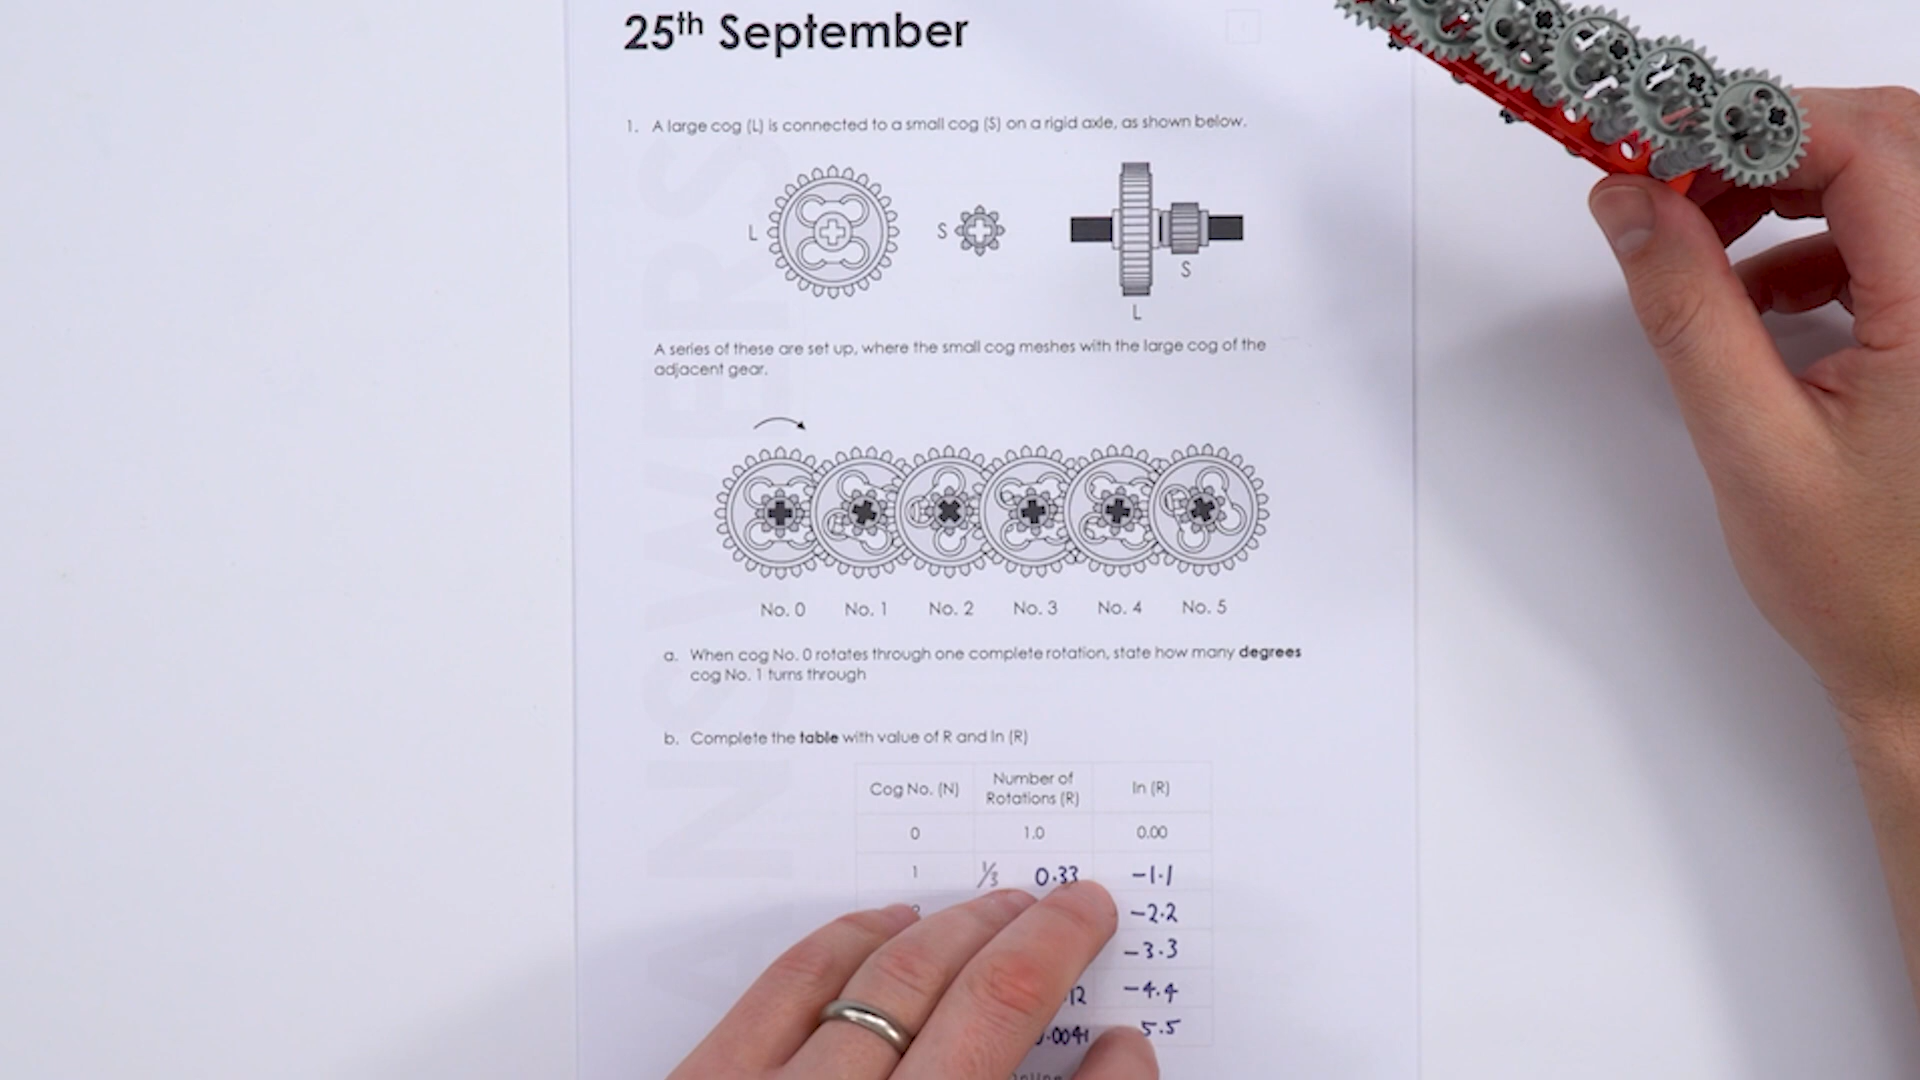 25th September
1. A large cog (L) is connected to a small cog (S) on a rigid axle, as shown below.
L
S
S
L
A series of these are set up, where the small cog meshes with the large cog of the
adjacent gear.
No. 0 No. 1 No. 2 No. 3 No. 4 No. 5
a. When cog No. 0 rotates through one complete rotation, state how many degrees
cog No. 1 turns through
b. Complete the table with value of R and ln (R)
Cog No. (N) Number of Rotations (R) ln (R)
0 1.0 0.00
1 1/3 0.33 -1.1
-2.2
-3.3
12 -4.4
.0041 5.5
ANSWERS